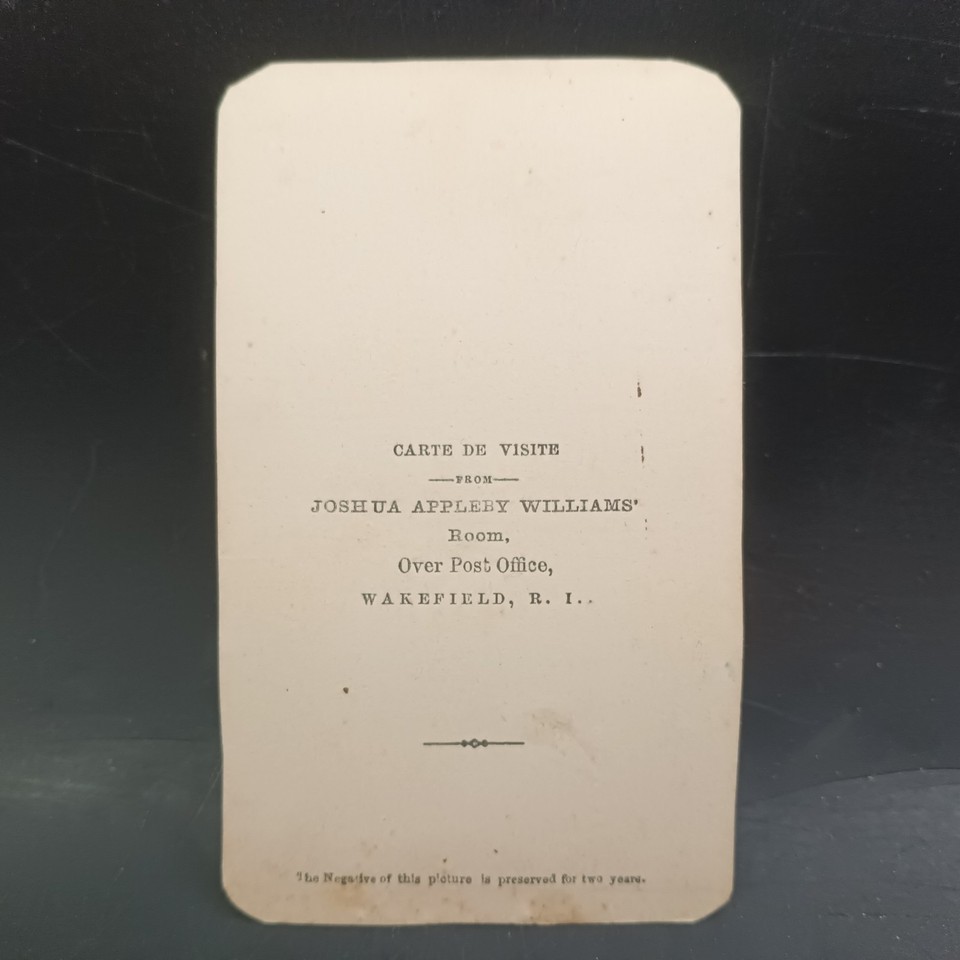 CARTE DE VISITE
FROM
JOSHUA APPLEBY WILLIAMS'
Room,
Over Post Office,
WAKEFIELD, R. I..
The Negative of this picture is preserved for two years.